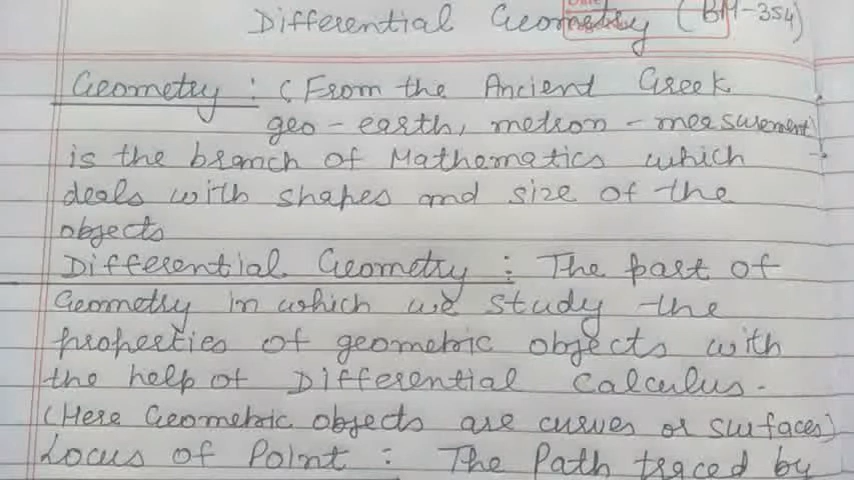 Differential Geometry (BM-354)
Geometry : (From the Ancient Greek
geo - earth, metron - measurement)
is the branch of Mathematics which
deals with shapes and size of the
objects
Differential Geometry : The part of
Geometry in which we study the
properties of geometric objects with
the help of Differential Calculus.
(Here Geometric objects are curves or surfaces)
Locus of Point : The Path traced by